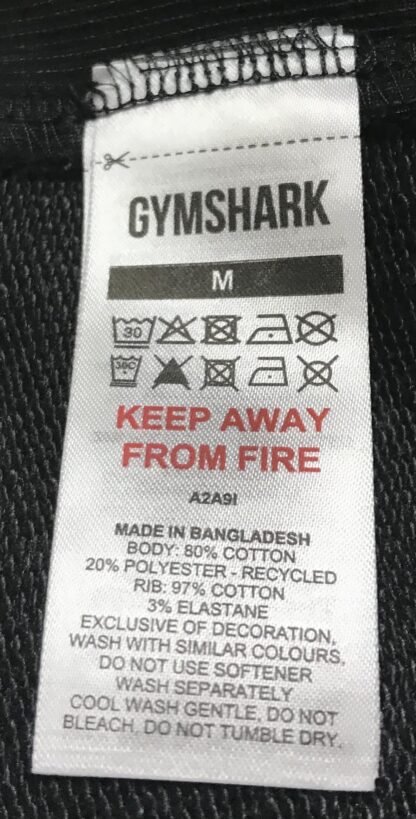 GYMSHARK
M
30
30C
KEEP AWAY
FROM FIRE
A2A9I
MADE IN BANGLADESH
BODY: 80% COTTON
20% POLYESTER - RECYCLED
RIB: 97% COTTON
3% ELASTANE
EXCLUSIVE OF DECORATION,
WASH WITH SIMILAR COLOURS,
DO NOT USE SOFTENER
WASH SEPARATELY
COOL WASH GENTLE, DO NOT
BLEACH, DO NOT TUMBLE DRY,